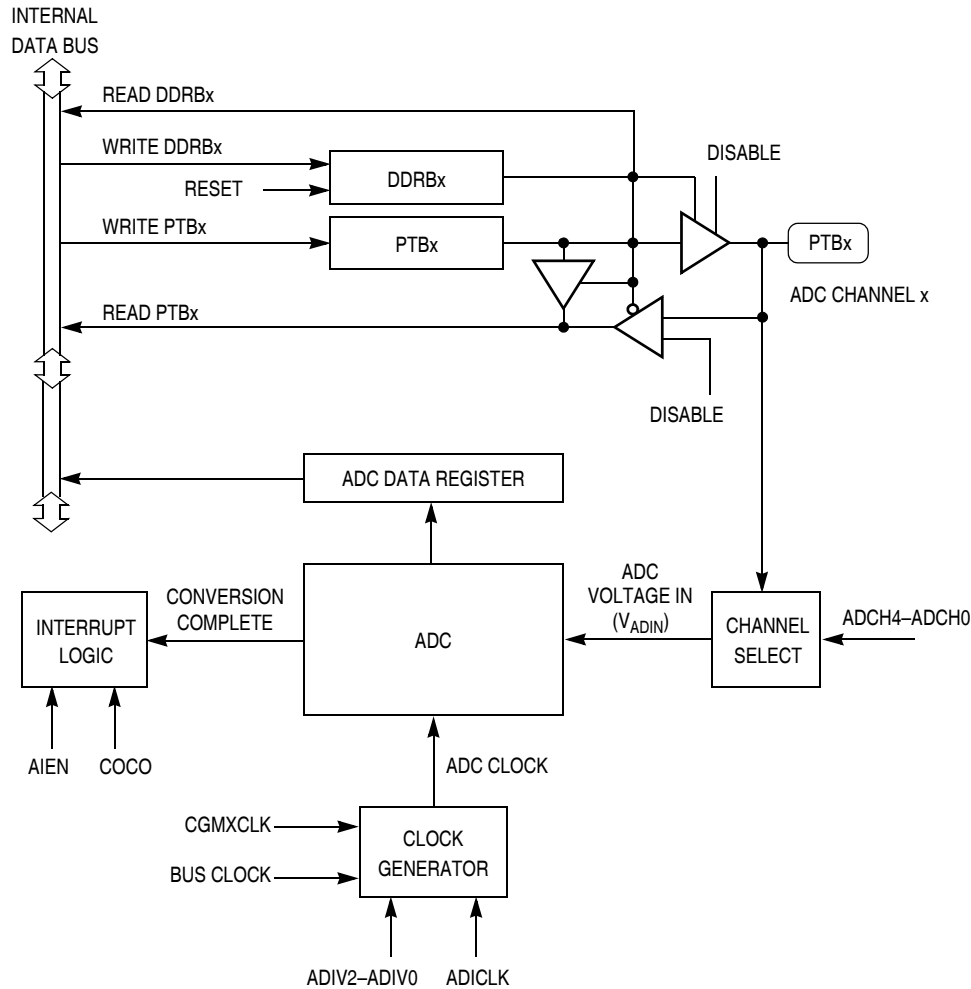 INTERNAL
DATA BUS
READ DDRBx
WRITE DDRBx
DISABLE
RESET
DDRBx
WRITE PTBx
PTBx
PTBx
ADC CHANNEL x
READ PTBx
DISABLE
ADC DATA REGISTER
INTERRUPT
LOGIC
CONVERSION
COMPLETE
ADC
ADC
VOLTAGE IN
(VADIN)
CHANNEL
SELECT
ADCH4–ADCH0
AIEN
COCO
ADC CLOCK
CGMXCLK
BUS CLOCK
CLOCK
GENERATOR
ADIV2–ADIV0
ADICLK